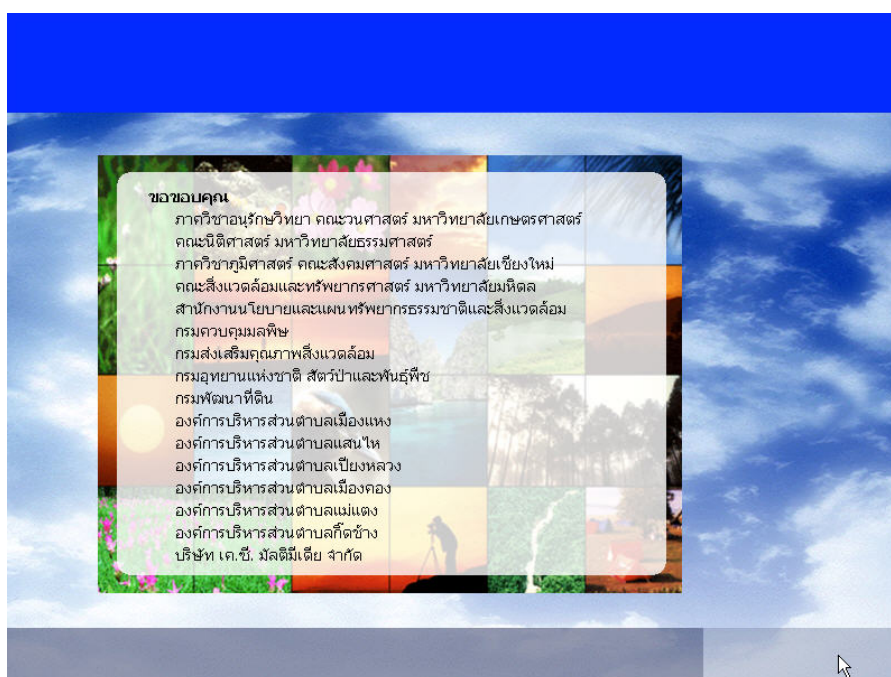 ขอขอบคุณ
ภาควิชาอนุรักษวิทยา คณะวนศาสตร์ มหาวิทยาลัยเกษตรศาสตร์
คณะนิติศาสตร์ มหาวิทยาลัยธรรมศาสตร์
ภาควิชาภูมิศาสตร์ คณะสังคมศาสตร์ มหาวิทยาลัยเชียงใหม่
คณะสิ่งแวดล้อมและทรัพยากรศาสตร์ มหาวิทยาลัยมหิดล
สำนักงานนโยบายและแผนทรัพยากรธรรมชาติและสิ่งแวดล้อม
กรมควบคุมมลพิษ
กรมส่งเสริมคุณภาพสิ่งแวดล้อม
กรมอุทยานแห่งชาติ สัตว์ป่าและพันธุ์พืช
กรมพัฒนาที่ดิน
องค์การบริหารส่วนตำบลเมืองแหง
องค์การบริหารส่วนตำบลแสนไห
องค์การบริหารส่วนตำบลเปียงหลวง
องค์การบริหารส่วนตำบลเมืองคอง
องค์การบริหารส่วนตำบลแม่แตง
องค์การบริหารส่วนตำบลกื้ดช้าง
บริษัท เค.ซี. มัลติมีเดีย จำกัด